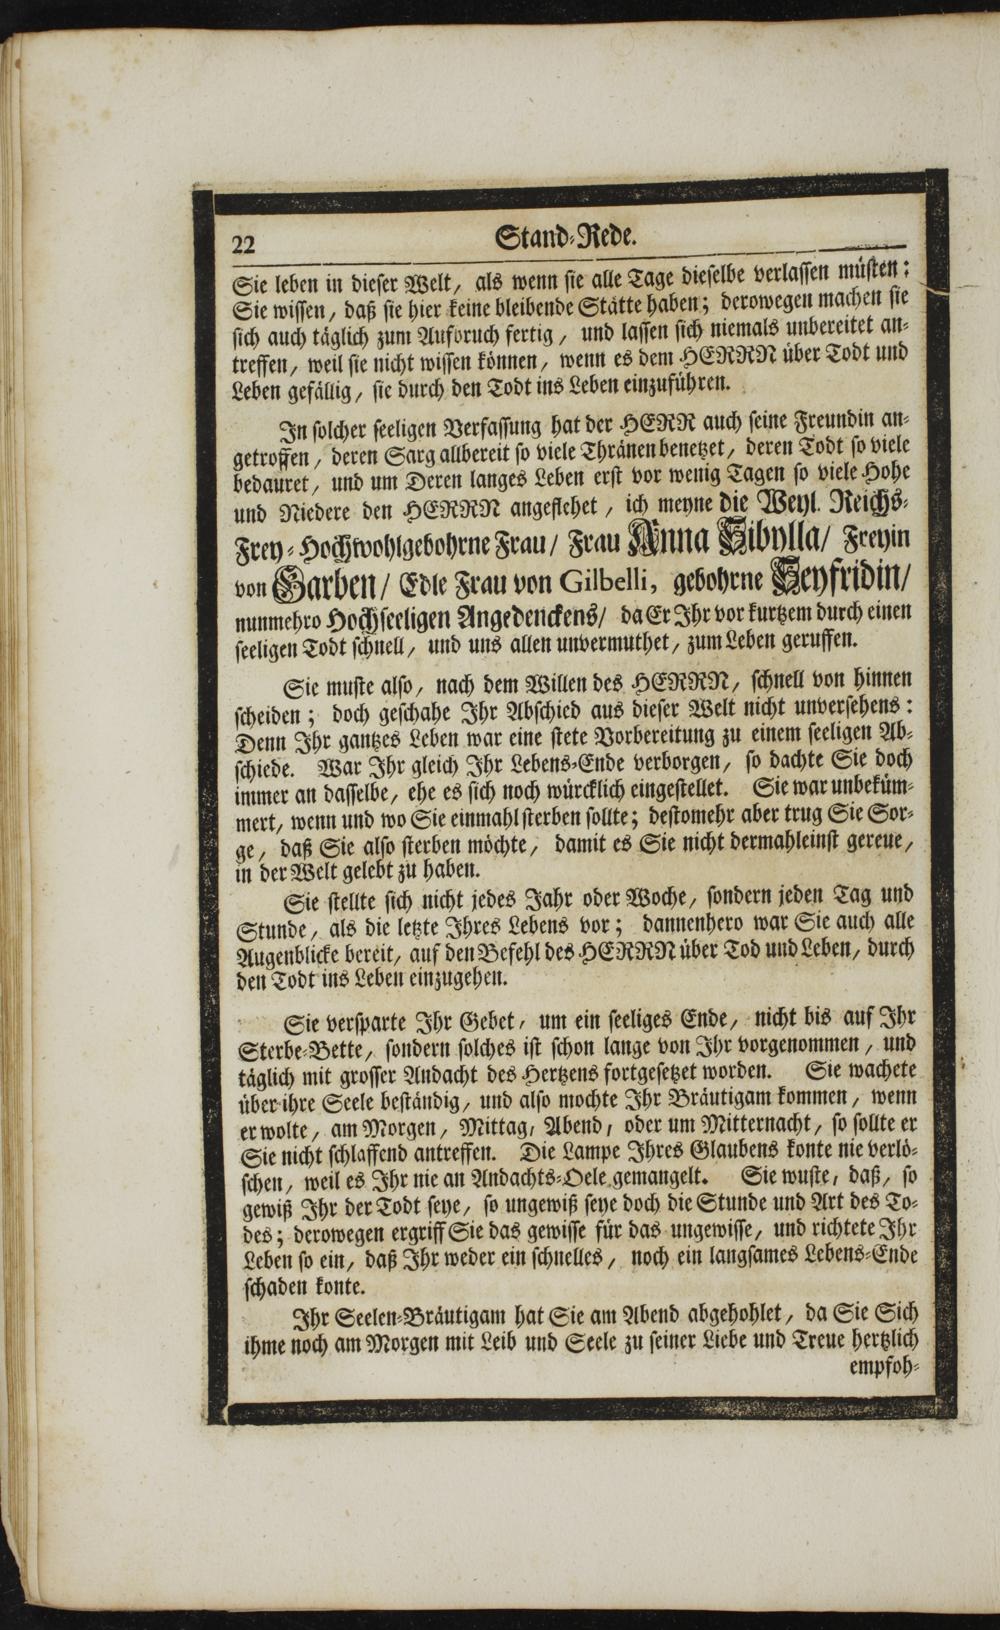 22
Stand-Rede.
Sie leben in dieser Welt, als wenn sie alle Tage dieselbe verlassen müsten:
Sie wissen, daß sie hier keine bleibende Stätte haben; derowegen machen sie
sich auch täglich zum Aufbruch fertig, und lassen sich niemals unbereitet an-
treffen, weil sie nicht wissen können, wenn es dem HERRN über Todt und
Leben gefällig, sie durch den Todt ins Leben einzuführen.
In solcher seeligen Verfassung hat der HERR auch seine Freundin an-
getroffen, deren Sarg allbereit so viele Thränen benetzet, deren Todt so viele
bedauret, und um Deren langes Leben erst vor wenig Tagen so viele Hohe
und Niedere den HERRN angeflehet, ich meyne die Weyl. Reichs-
Frey-Hochwohlgebohrne Frau/ Frau Anna Sibylla/ Freyin
von Garben/ Edle Frau von Gilbelli, gebohrne Seyfridin/
nunmehro Hochseeligen Angedenckens/ da Er Ihr vor kurtzem durch einen
seeligen Todt schnell, und uns allen unvermuthet, zum Leben geruffen.
Sie muste also, nach dem Willen des HERRN, schnell von hinnen
scheiden; doch geschahe Ihr Abschied aus dieser Welt nicht unversehens:
Denn Ihr gantzes Leben war eine stete Vorbereitung zu einem seeligen Ab-
schiede. War Ihr gleich Ihr Lebens-Ende verborgen, so dachte Sie doch
immer an dasselbe, ehe es sich noch würcklich eingestellet. Sie war unbeküm-
mert, wenn und wo Sie einmahl sterben sollte; destomehr aber trug Sie Sor-
ge, daß Sie also sterben möchte, damit es Sie nicht dermahleinst gereue,
in der Welt gelebt zu haben.
Sie stellte sich nicht jedes Jahr oder Woche, sondern jeden Tag und
Stunde, als die letzte Ihres Lebens vor; dannenhero war Sie auch alle
Augenblicke bereit, auf den Befehl des HERRN über Tod und Leben, durch
den Todt ins Leben einzugehen.
Sie versparte Ihr Gebet, um ein seeliges Ende, nicht bis auf Ihr
Sterbe-Bette, sondern solches ist schon lange von Ihr vorgenommen, und
täglich mit grosser Andacht des Hertzens fortgesetzet worden. Sie wachete
über ihre Seele beständig, und also mochte Ihr Bräutigam kommen, wenn
er wolte, am Morgen, Mittag, Abend, oder um Mitternacht, so sollte er
Sie nicht schlaffend antreffen. Die Lampe Ihres Glaubens konte nie verlö-
schen, weil es Ihr nie an Andachts-Oele gemangelt. Sie wuste, daß, so
gewiß Ihr der Todt seye, so ungewiß seye doch die Stunde und Art des To-
des; derowegen ergriff Sie das gewisse für das ungewisse, und richtete Ihr
Leben so ein, daß Ihr weder ein schnelles, noch ein langsames Lebens-Ende
schaden konte.
Ihr Seelen-Bräutigam hat Sie am Abend abgehohlet, da Sie Sich
ihme noch am Morgen mit Leib und Seele zu seiner Liebe und Treue hertzlich
empfoh-